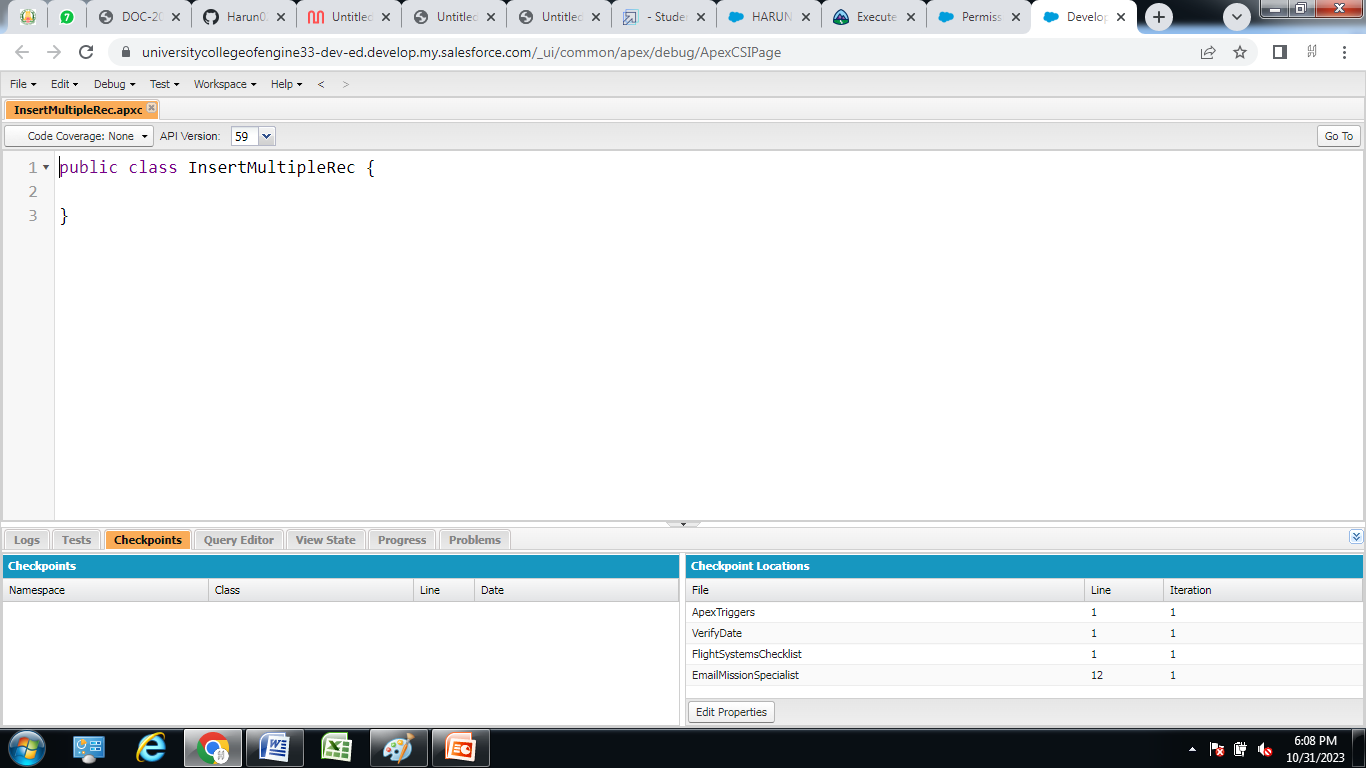 7
DOC-20
Harun02
Untitled
Untitled
Untitled
- Studen
HARUN
Execute
Permiss
Develop
universitycollegeofengine33-dev-ed.develop.my.salesforce.com/_ui/common/apex/debug/ApexCSIPage
File Edit Debug Test Workspace Help < >
InsertMultipleRec.apxc
Code Coverage: None API Version: 59 Go To
1 public class InsertMultipleRec {
2
3 }
Logs Tests Checkpoints Query Editor View State Progress Problems
Checkpoints
Namespace Class Line Date
Checkpoint Locations
File Line Iteration
ApexTriggers 1 1
VerifyDate 1 1
FlightSystemsChecklist 1 1
EmailMissionSpecialist 12 1
Edit Properties
6:08 PM
10/31/2023